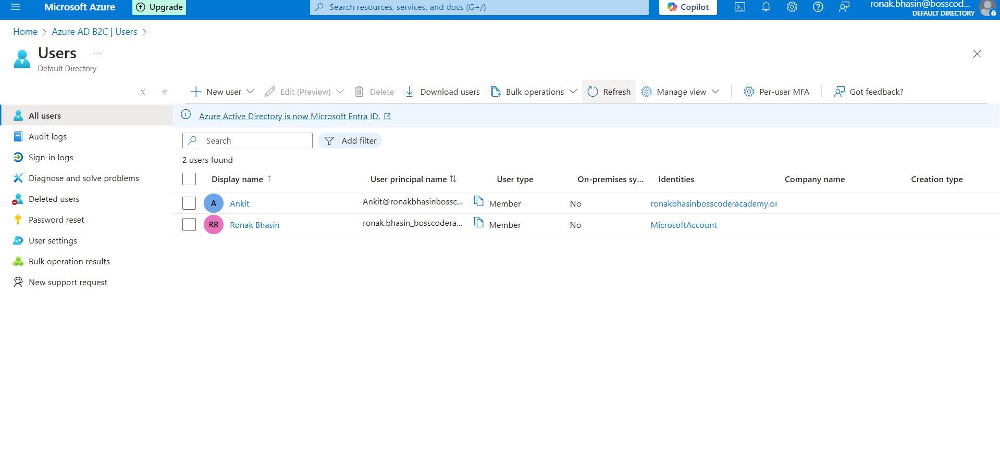 Microsoft Azure
Upgrade
Search resources, services, and docs (G+/)
Copilot
ronak.bhasin@bosscod...
DEFAULT DIRECTORY
Home > Azure AD B2C | Users >
Users ...
Default Directory
New user
Edit (Preview)
Delete
Download users
Bulk operations
Refresh
Manage view
Per-user MFA
Got feedback?
All users
Audit logs
Sign-in logs
Diagnose and solve problems
Deleted users
Password reset
User settings
Bulk operation results
New support request
Azure Active Directory is now Microsoft Entra ID.
Search
Add filter
2 users found
Display name ↑ User principal name ↑↓ User type On-premises sy... Identities Company name Creation type
A Ankit Ankit@ronakbhasinbossc... Member No ronakbhasinbosscoderacademy.or
RB Ronak Bhasin ronak.bhasin_bosscodera... Member No MicrosoftAccount